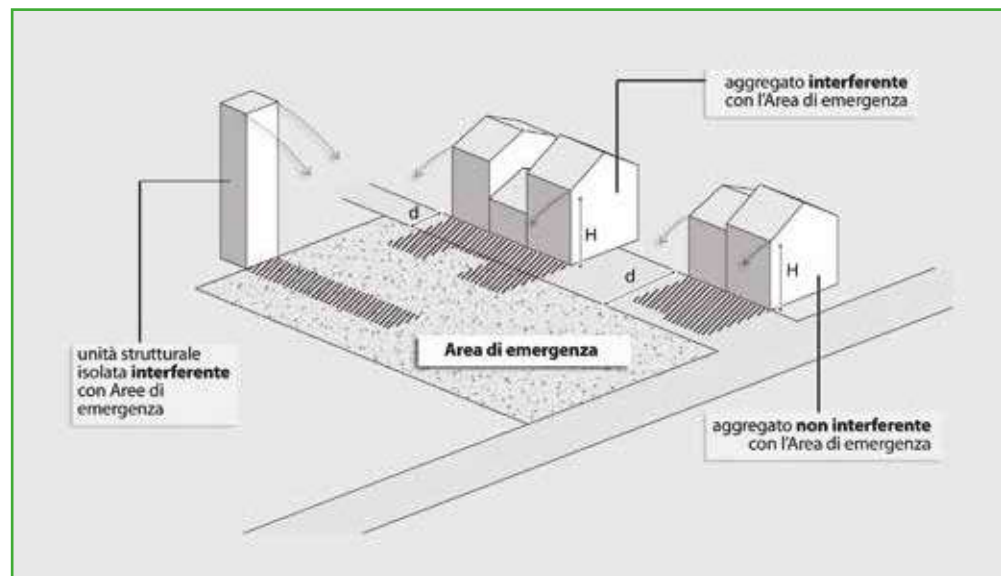 aggregato interferente
con l'Area di emergenza
d
H
d
H
Area di emergenza
unità strutturale
isolata interferente
con Aree di
emergenza
aggregato non interferente
con l'Area di emergenza